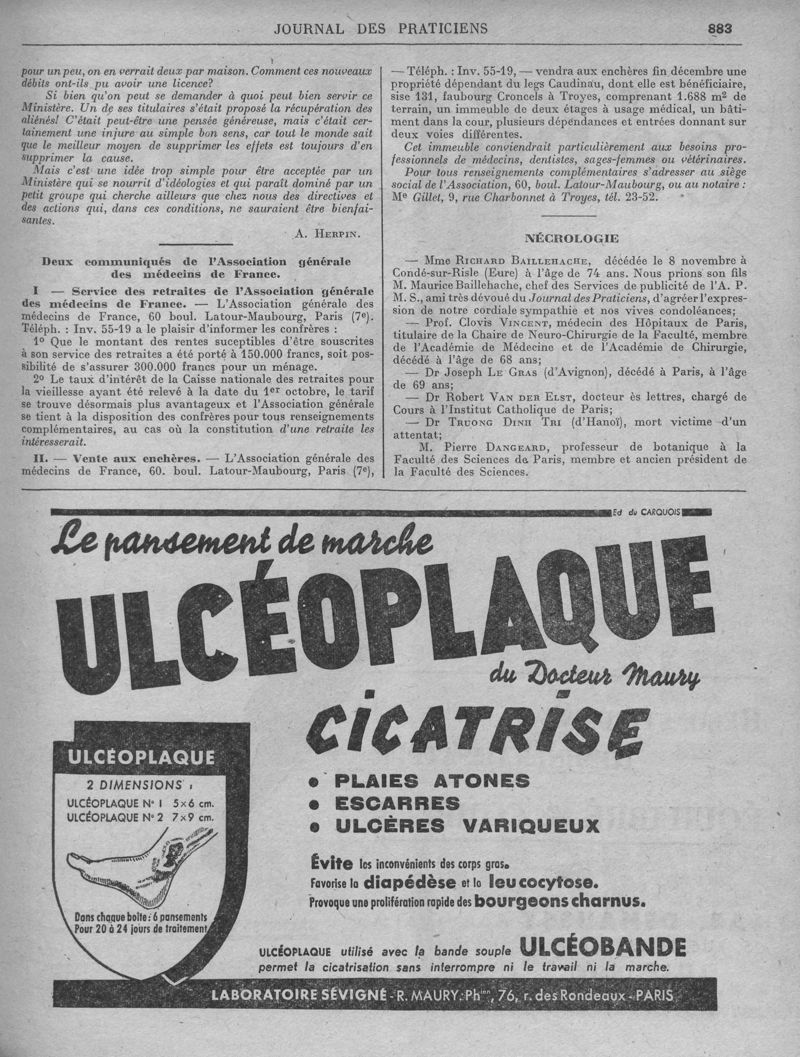 JOURNAL DES PRATICIENS 883
pour un peu, on en verrait deux par maison. Comment ces nouveaux
débits ont-ils pu avoir une licence?
Si bien qu'on peut se demander à quoi peut bien servir ce
Ministère. Un de ses titulaires s'était proposé la récupération des
aliénés! C'était peut-être une pensée généreuse, mais c'était cer-
tainement une injure au simple bon sens, car tout le monde sait
que le meilleur moyen de supprimer les effets est toujours d'en
supprimer la cause.
Mais c'est une idée trop simple pour être acceptée par un
Ministère qui se nourrit d'idéologies et qui paraît dominé par un
petit groupe qui cherche ailleurs que chez nous des directives et
des actions qui, dans ces conditions, ne sauraient être bienfai-
santes.
A. HERPIN.
Deux communiqués de l'Association générale
des médecins de France.
I — Service des retraites de l'Association générale
des médecins de France. — L'Association générale des
médecins de France, 60 boul. Latour-Maubourg, Paris (7e).
Téléph. : Inv. 55-19 a le plaisir d'informer les confrères :
1º Que le montant des rentes suceptibles d'être souscrites
à son service des retraites a été porté à 150.000 francs, soit pos-
sibilité de s'assurer 300.000 francs pour un ménage.
2º Le taux d'intérêt de la Caisse nationale des retraites pour
la vieillesse ayant été relevé à la date du 1er octobre, le tarif
se trouve désormais plus avantageux et l'Association générale
se tient à la disposition des confrères pour tous renseignements
complémentaires, au cas où la constitution d'une retraite les
intéresserait.
II. — Vente aux enchères. — L'Association générale des
médecins de France, 60. boul. Latour-Maubourg, Paris (7e),
— Téléph. : Inv. 55-19, — vendra aux enchères fin décembre une
propriété dépendant du legs Caudinau, dont elle est bénéficiaire,
sise 131, faubourg Croncels à Troyes, comprenant 1.688 m2 de
terrain, un immeuble de deux étages à usage médical, un bâti-
ment dans la cour, plusieurs dépendances et entrées donnant sur
deux voies différentes.
Cet immeuble conviendrait particulièrement aux besoins pro-
fessionnels de médecins, dentistes, sages-femmes ou vétérinaires.
Pour tous renseignements complémentaires s'adresser au siège
social de l'Association, 60, boul. Latour-Maubourg, ou au notaire :
Me Gillet, 9, rue Charbonnet à Troyes, tél. 23-52.
NÉCROLOGIE
— Mme RICHARD BAILLEHACHE, décédée le 8 novembre à
Condé-sur-Risle (Eure) à l'âge de 74 ans. Nous prions son fils
M. Maurice Baillehache, chef des Services de publicité de l'A. P.
M. S., ami très dévoué du Journal des Praticiens, d'agréer l'expres-
sion de notre cordiale sympathie et nos vives condoléances;
— Prof. Clovis VINCENT, médecin des Hôpitaux de Paris,
titulaire de la Chaire de Neuro-Chirurgie de la Faculté, membre
de l'Académie de Médecine et de l'Académie de Chirurgie,
décédé à l'âge de 68 ans;
— Dr Joseph LE GRAS (d'Avignon), décédé à Paris, à l'âge
de 69 ans;
— Dr Robert VAN DER ELST, docteur ès lettres, chargé de
Cours à l'Institut Catholique de Paris;
— Dr TRUONG DINH TRI (d'Hanoï), mort victime d'un
attentat;
M. Pierre DANGEARD, professeur de botanique à la
Faculté des Sciences de Paris, membre et ancien président de
la Faculté des Sciences.
Ed du CARQUOIS
Le pansement de marche
ULCÉOPLAQUE
du Docteur Maury
CICATRISE
• PLAIES ATONES
• ESCARRES
• ULCÈRES VARIQUEUX
ULCÉOPLAQUE
2 DIMENSIONS :
ULCÉOPLAQUE No 1 5x6 cm.
ULCÉOPLAQUE No 2 7x9 cm.
Dans chaque boîte : 6 pansements
Pour 20 à 24 jours de traitement
Évite les inconvénients des corps gras.
Favorise la diapédèse et la leucocytose.
Provoque une prolifération rapide des bourgeons charnus.
ULCÉOPLAQUE utilisé avec la bande souple ULCÉOBANDE
permet la cicatrisation sans interrompre ni le travail ni la marche.
LABORATOIRE SÉVIGNÉ - R. MAURY. Phien, 76, r. des Rondeaux - PARIS